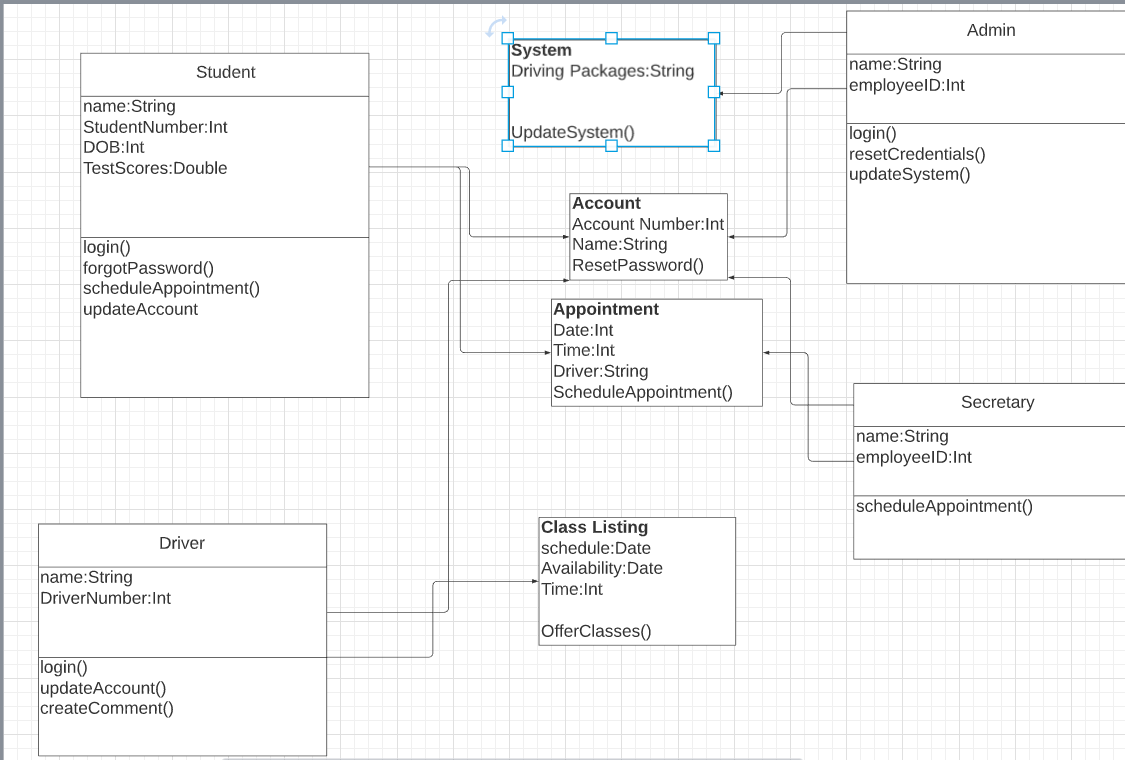 Student
name:String
StudentNumber:Int
DOB:Int
TestScores:Double
login()
forgotPassword()
scheduleAppointment()
updateAccount
System
Driving Packages:String
UpdateSystem()
Admin
name:String
employeeID:Int
login()
resetCredentials()
updateSystem()
Account
Account Number:Int
Name:String
ResetPassword()
Appointment
Date:Int
Time:Int
Driver:String
ScheduleAppointment()
Secretary
name:String
employeeID:Int
scheduleAppointment()
Driver
name:String
DriverNumber:Int
login()
updateAccount()
createComment()
Class Listing
schedule:Date
Availability:Date
Time:Int
OfferClasses()